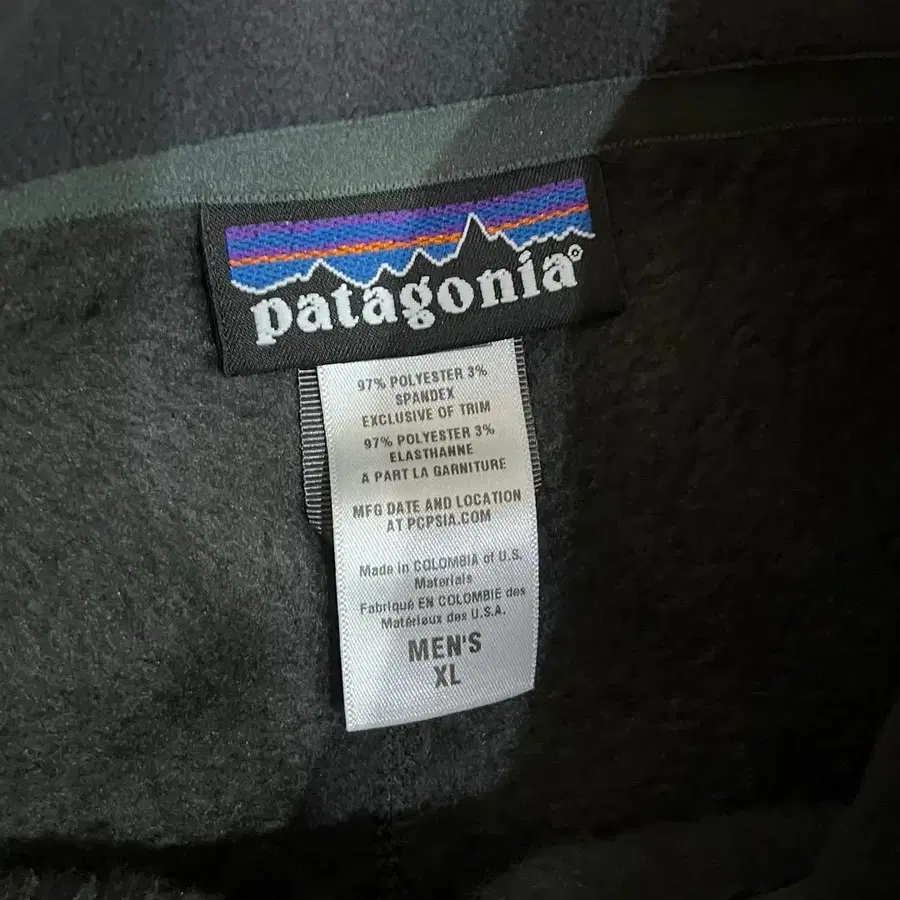 patagonia®
97% POLYESTER 3%
SPANDEX
EXCLUSIVE OF TRIM
97% POLYESTER 3%
ELASTHANNE
A PART LA GARNITURE
MFG DATE AND LOCATION
AT PCPSIA.COM
Made in COLOMBIA of U.S.
Materials
Fabriqué EN COLOMBIE des
Matériaux des U.S.A.
MEN'S
XL